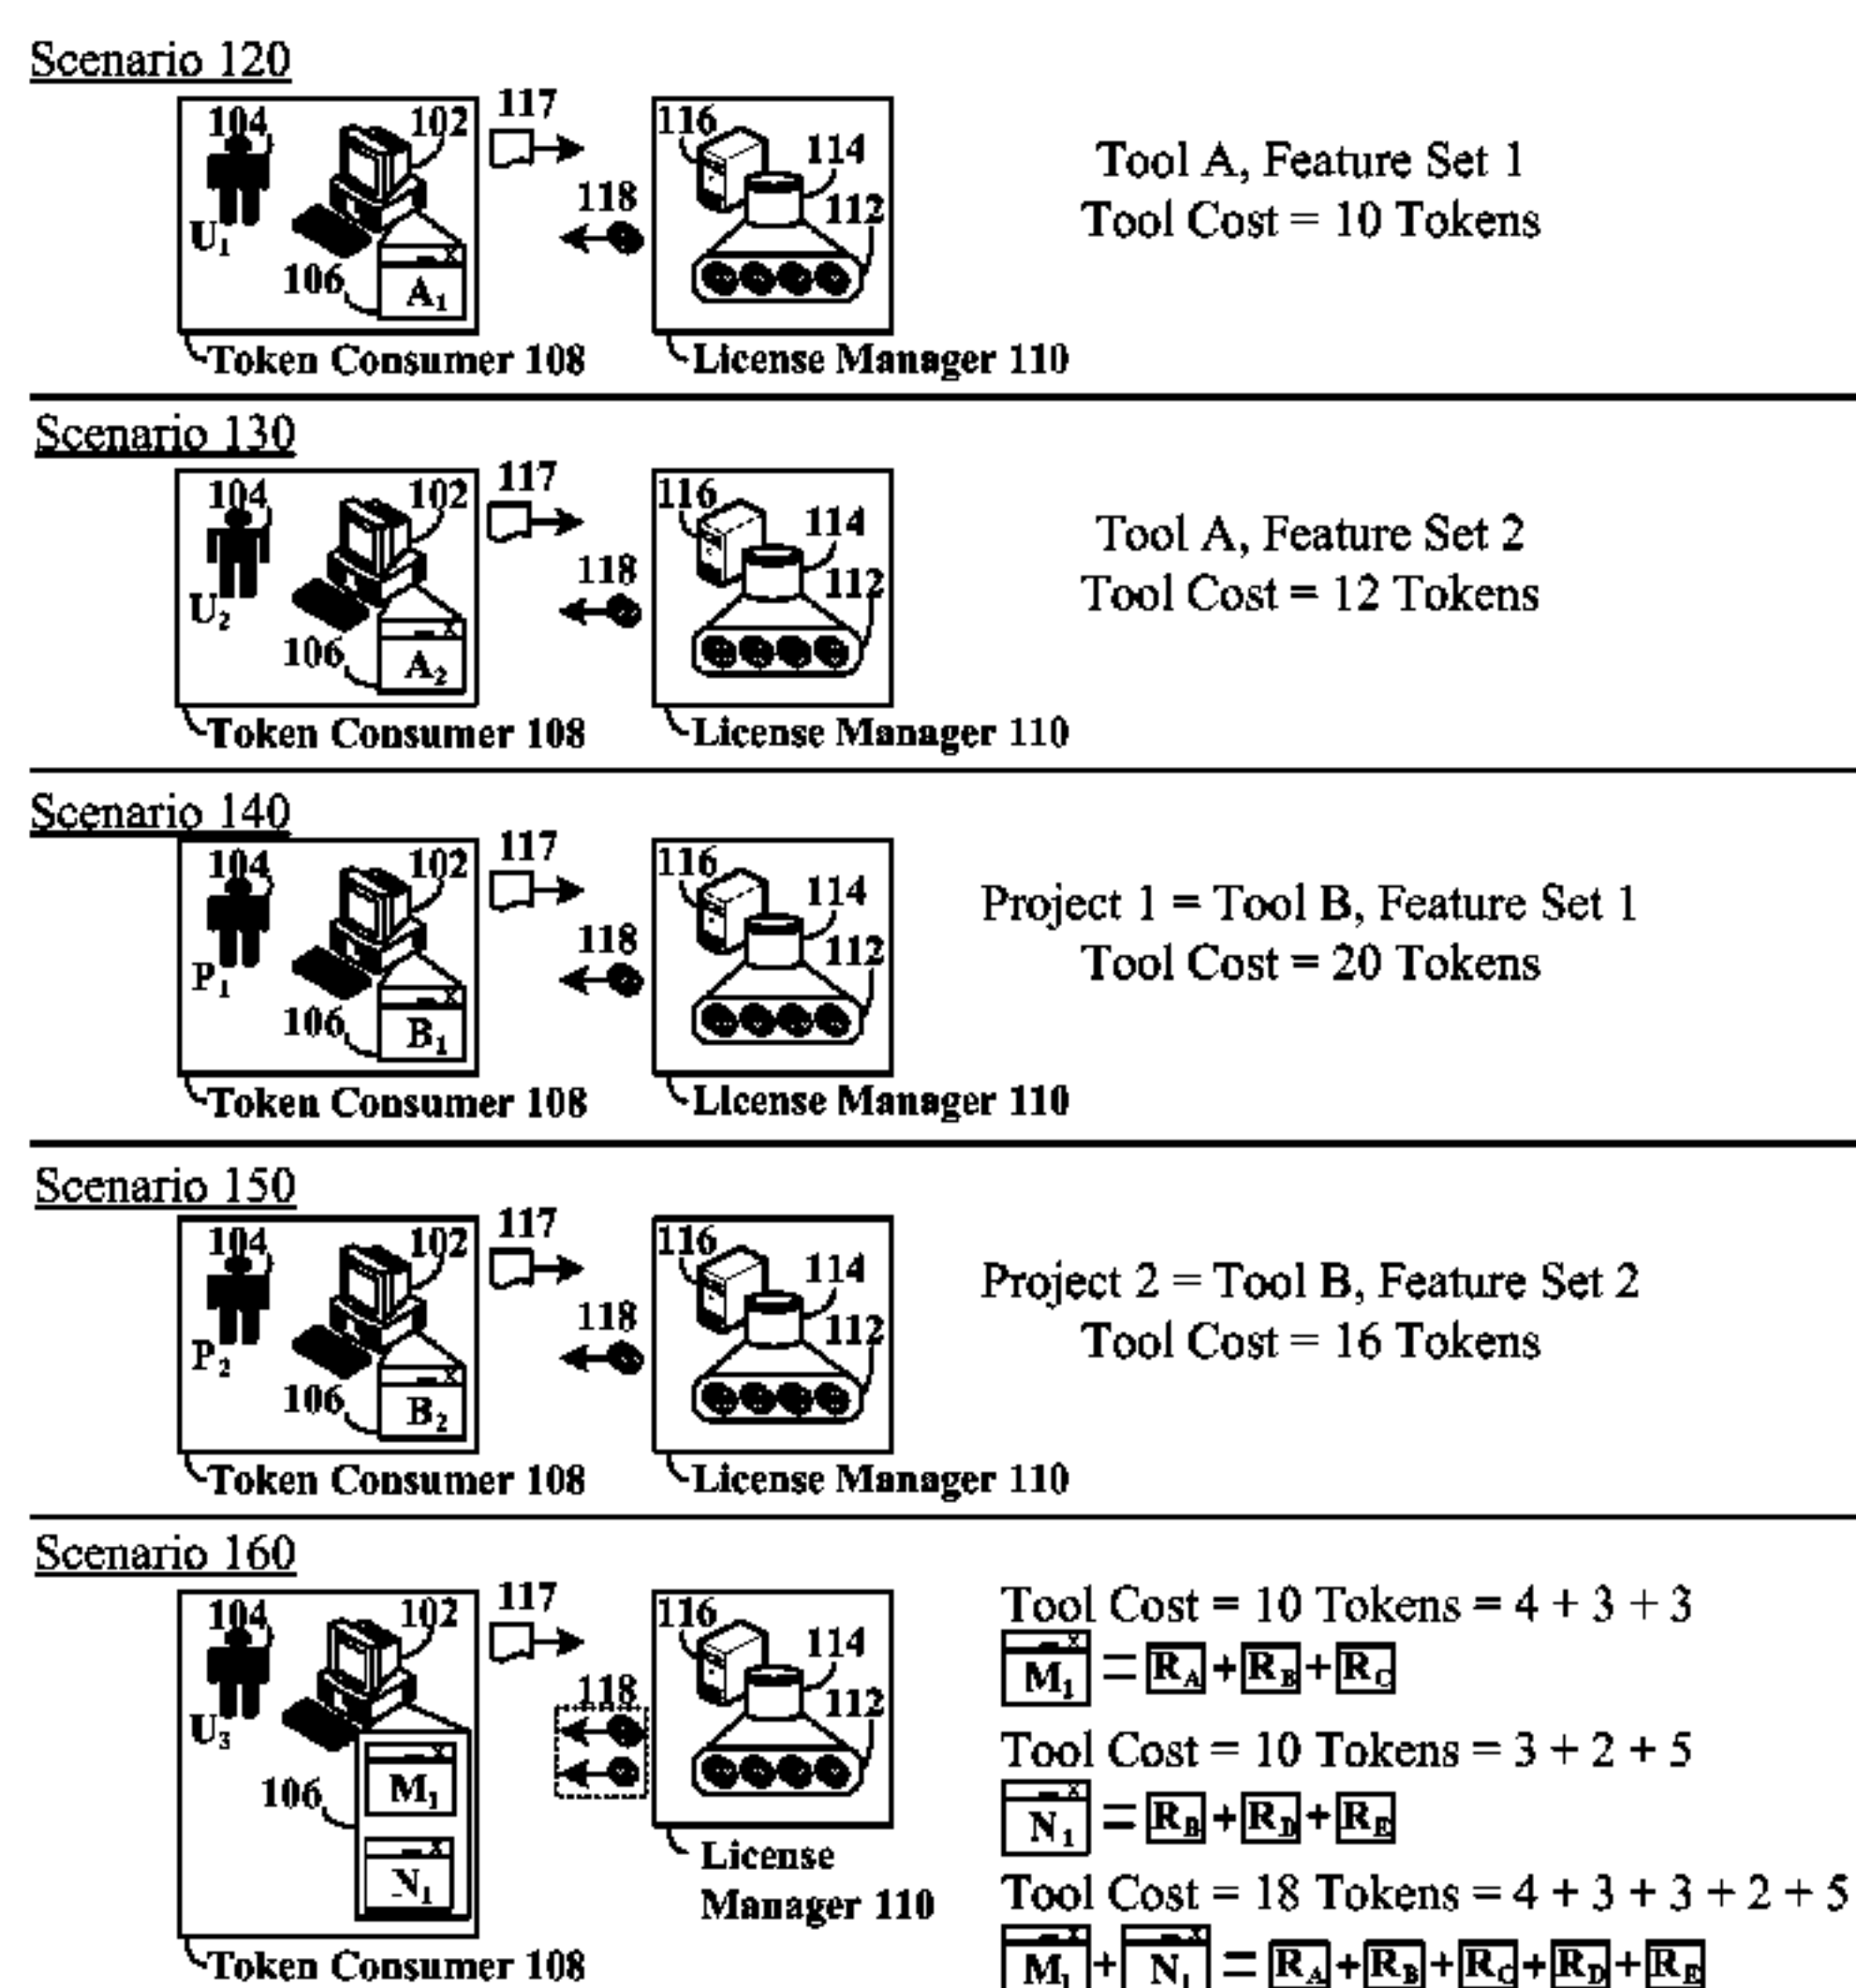 Scenario 120
104
102
117
116
114
118
112
U1
106
A1
Tool A, Feature Set 1
Tool Cost = 10 Tokens
Token Consumer 108
License Manager 110
Scenario 130
104
102
117
116
114
118
112
U2
106
A2
Tool A, Feature Set 2
Tool Cost = 12 Tokens
Token Consumer 108
License Manager 110
Scenario 140
104
102
117
116
114
118
112
P1
106
B1
Project 1 = Tool B, Feature Set 1
Tool Cost = 20 Tokens
Token Consumer 108
License Manager 110
Scenario 150
104
102
117
116
114
118
112
P2
106
B2
Project 2 = Tool B, Feature Set 2
Tool Cost = 16 Tokens
Token Consumer 108
License Manager 110
Scenario 160
104
102
117
116
114
118
112
U3
106
M1
N1
Token Consumer 108
License
Manager 110
Tool Cost = 10 Tokens = 4 + 3 + 3
M1 = RA + RB + RC
Tool Cost = 10 Tokens = 3 + 2 + 5
N1 = RB + RD + RE
Tool Cost = 18 Tokens = 4 + 3 + 3 + 2 + 5
M1 + N1 = RA + RB + RC + RD + RE